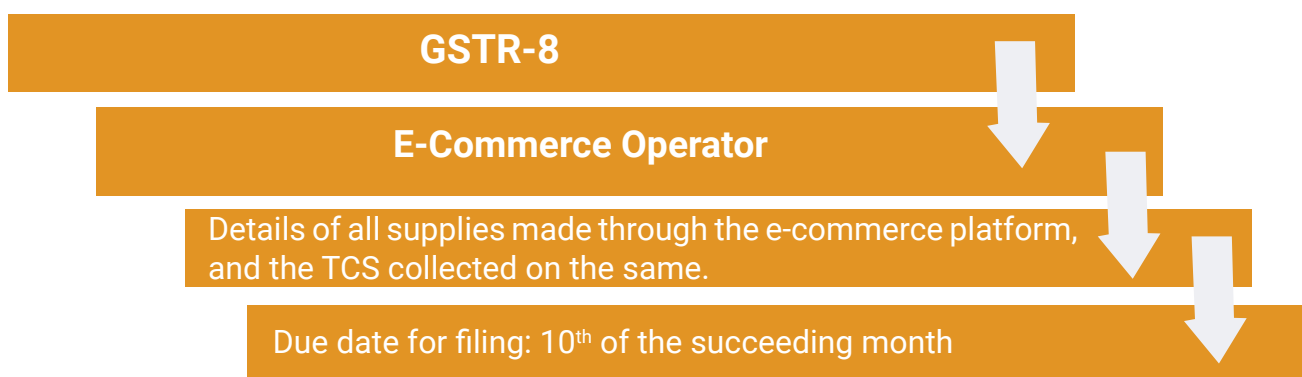 GSTR-8
E-Commerce Operator
Details of all supplies made through the e-commerce platform,
and the TCS collected on the same.
Due date for filing: 10th of the succeeding month